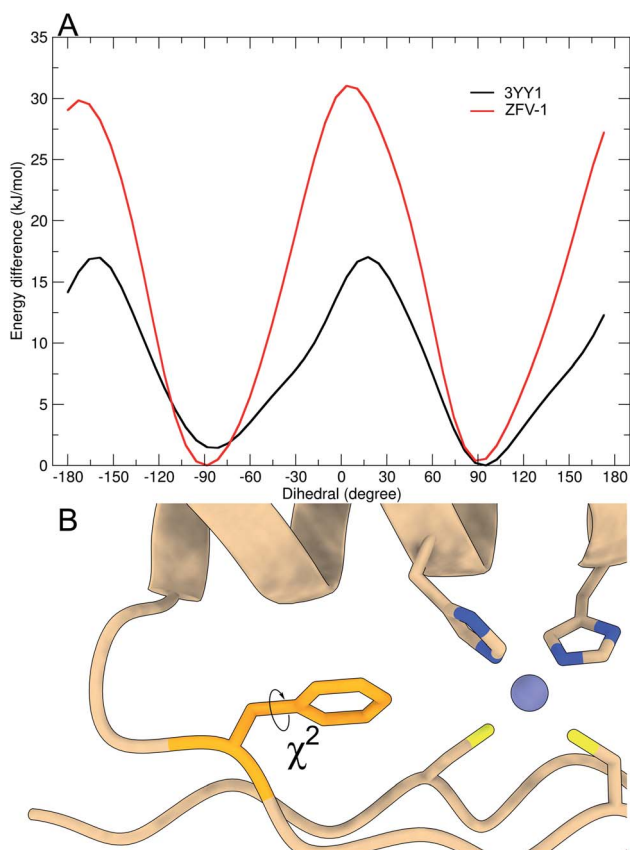 A
35
30
25
20
15
10
5
0
Energy difference (kJ/mol)
3YY1
ZFV-1
-180 -150 -120 -90 -60 -30 0 30 60 90 120 150 180
Dihedral (degree)
B
χ2